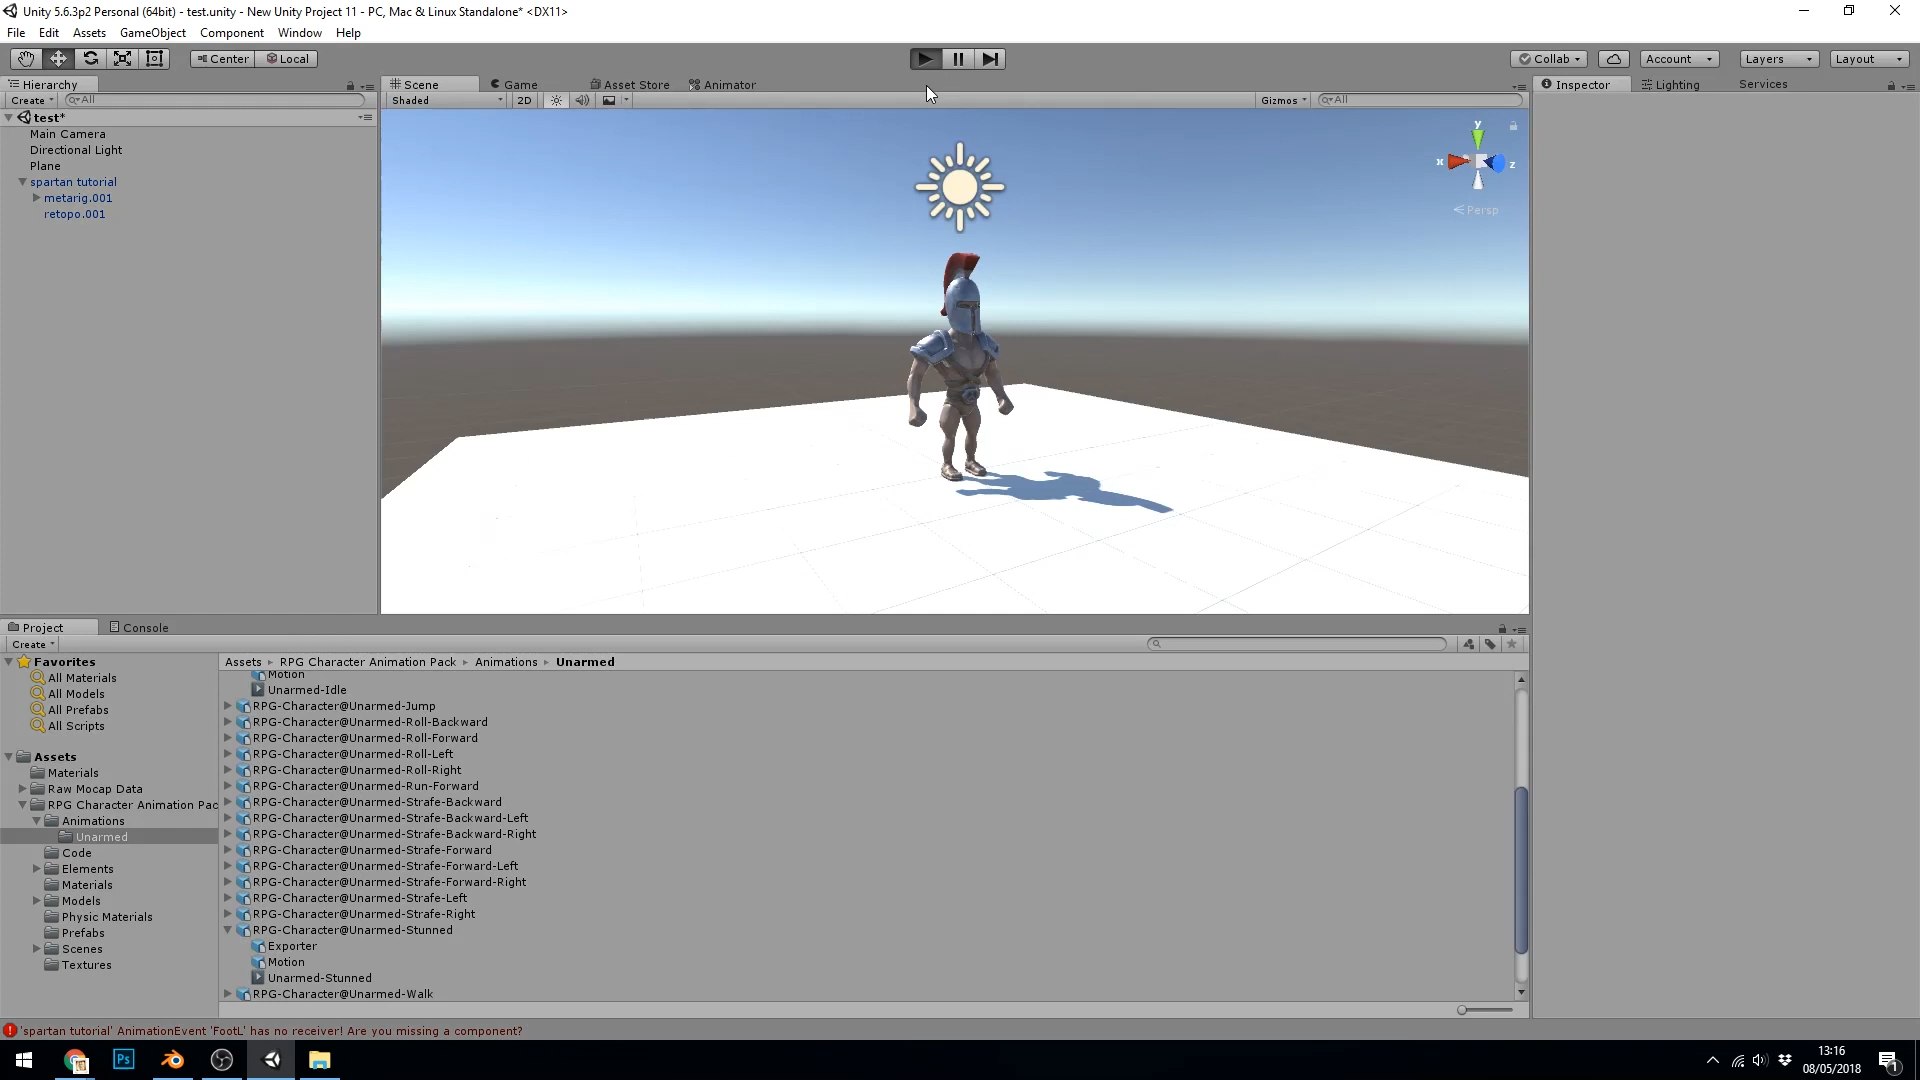 Unity 5.6.3p2 Personal (64bit) - test.unity - New Unity Project 11 - PC, Mac & Linux Standalone* <DX11>
File Edit Assets GameObject Component Window Help
Center Local Collab Account Layers Layout
Hierarchy Scene Game Asset Store Animator Inspector Lighting Services
Create All Shaded 2D Gizmos All
test*
Main Camera
Directional Light
Plane
spartan tutorial
metarig.001
retopo.001
y
x z
Persp
Project Console
Create
Favorites
All Materials
All Models
All Prefabs
All Scripts
Assets
Materials
Raw Mocap Data
RPG Character Animation Pac
Animations
Unarmed
Code
Elements
Materials
Models
Physic Materials
Prefabs
Scenes
Textures
Assets RPG Character Animation Pack Animations Unarmed
Motion
Unarmed-Idle
RPG-Character@Unarmed-Jump
RPG-Character@Unarmed-Roll-Backward
RPG-Character@Unarmed-Roll-Forward
RPG-Character@Unarmed-Roll-Left
RPG-Character@Unarmed-Roll-Right
RPG-Character@Unarmed-Run-Forward
RPG-Character@Unarmed-Strafe-Backward
RPG-Character@Unarmed-Strafe-Backward-Left
RPG-Character@Unarmed-Strafe-Backward-Right
RPG-Character@Unarmed-Strafe-Forward
RPG-Character@Unarmed-Strafe-Forward-Left
RPG-Character@Unarmed-Strafe-Forward-Right
RPG-Character@Unarmed-Strafe-Left
RPG-Character@Unarmed-Strafe-Right
RPG-Character@Unarmed-Stunned
Exporter
Motion
Unarmed-Stunned
RPG-Character@Unarmed-Walk
'spartan tutorial' AnimationEvent 'FootL' has no receiver! Are you missing a component?
Ps
13:16
08/05/2018
1